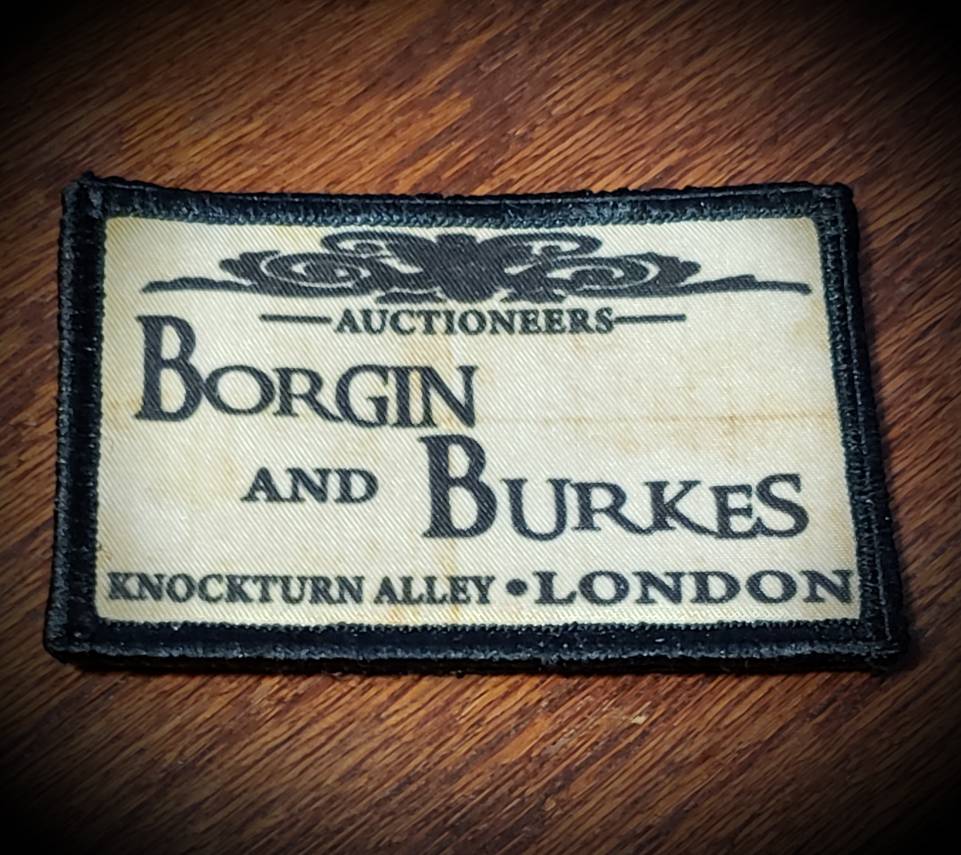 AUCTIONEERS
BORGIN
AND BURKES
KNOCKTURN ALLEY • LONDON